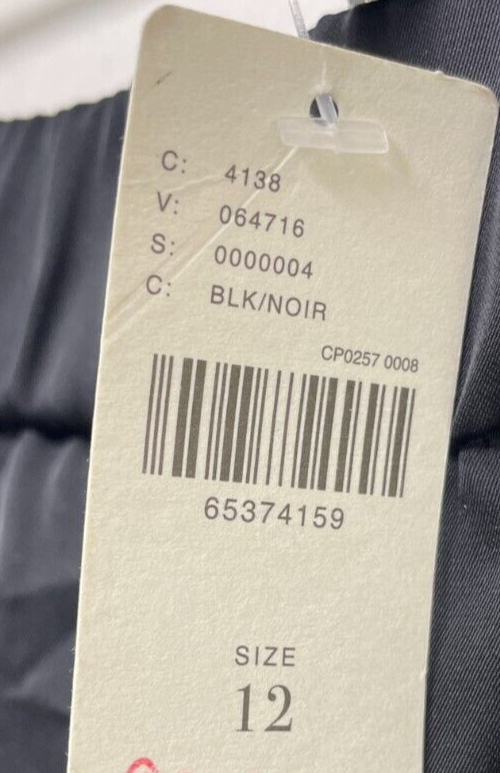 C: 4138
V: 064716
S: 0000004
C: BLK/NOIR
CP0257 0008
65374159
SIZE
12